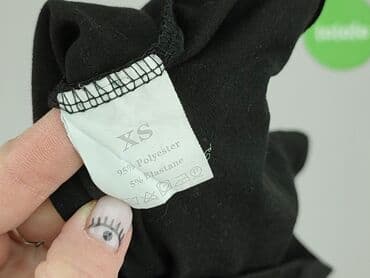 XS
95% Polyester
5% Elastane